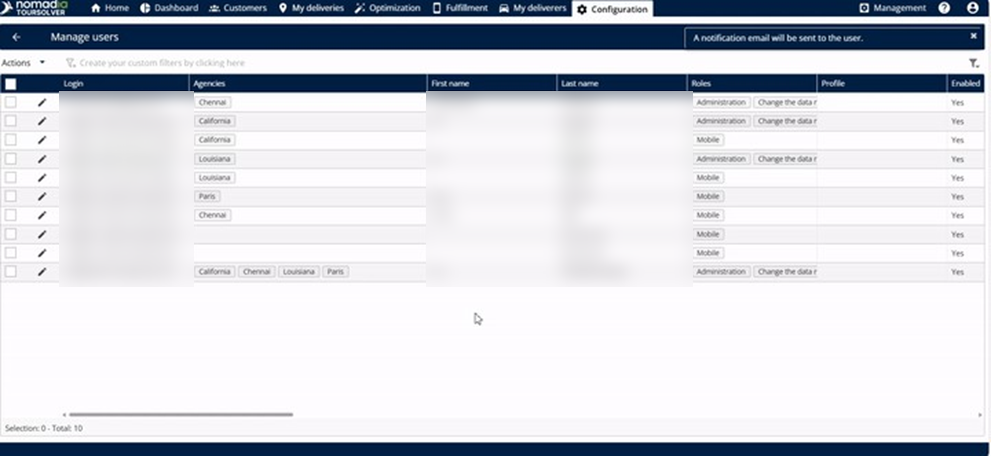 nomadia Home Dashboard Customers My deliveries Optimization Fulfillment My deliverers Configuration Management ?
TOURSOLVER
Manage users A notification email will be sent to the user.
Actions Create your custom filters by clicking here
Login Agencies First name Last name Roles Profile Enabled
Chennai Administration Change the data r Yes
California Administration Change the data r Yes
California Mobile Yes
Louisiana Administration Change the data r Yes
Louisiana Mobile Yes
Paris Mobile Yes
Chennai Mobile Yes
Mobile Yes
Mobile Yes
California Chennai Louisiana Paris Administration Change the data r Yes
Selection: 0 - Total: 10